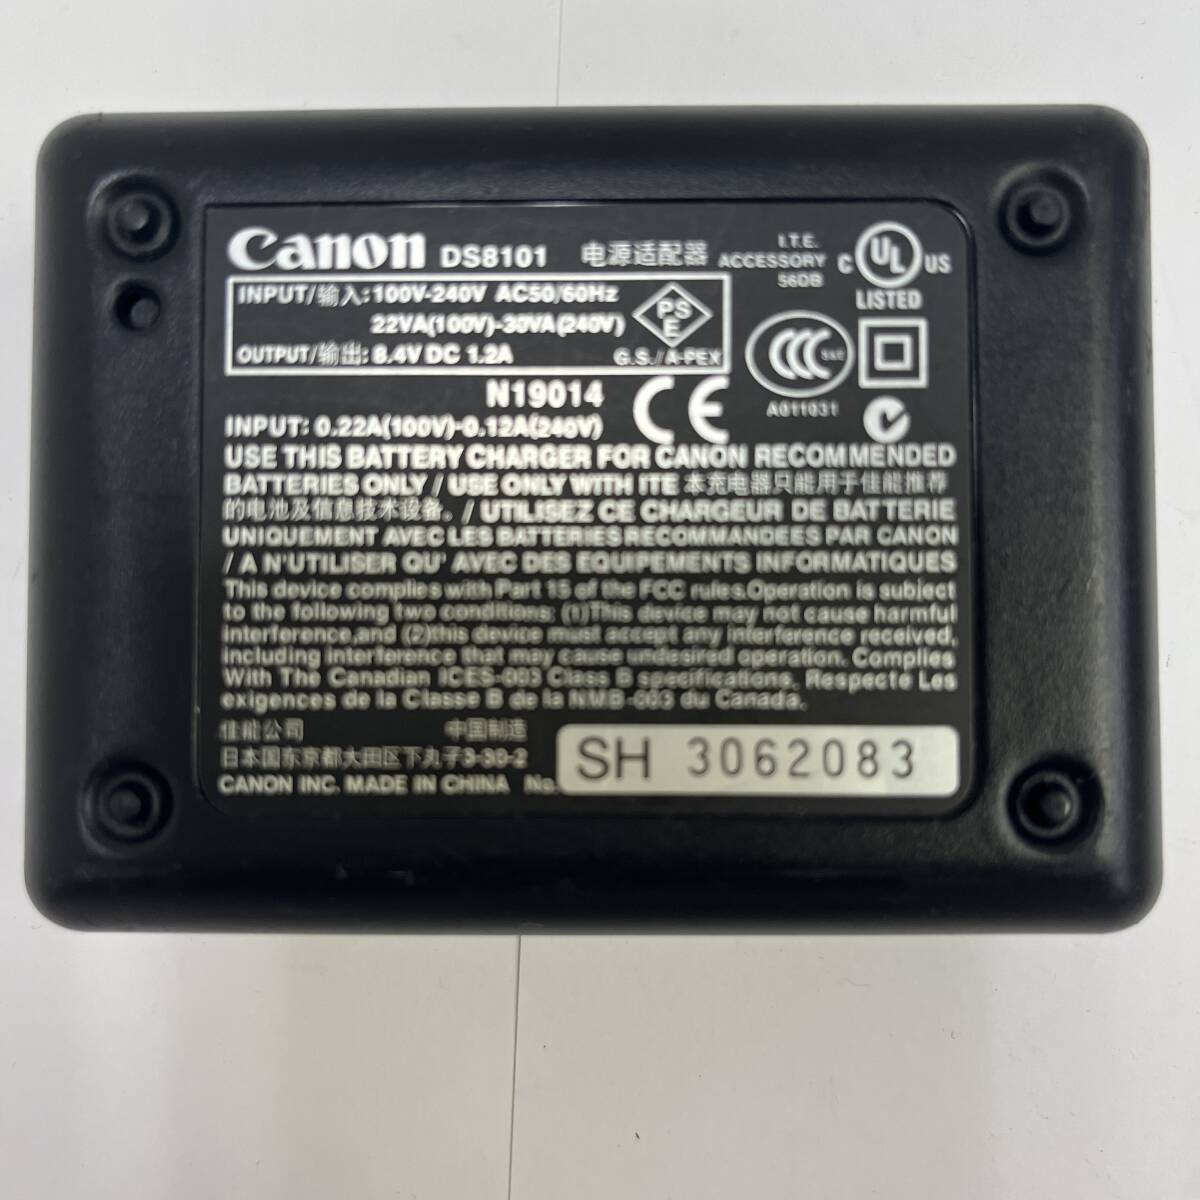 Canon DS8101 电源适配器
I.T.E.
ACCESSORY
56DB
C UL US
LISTED
INPUT/输入: 100V-240V AC50/60Hz
22VA(100V)-30VA(240V)
OUTPUT/输出: 8.4V DC 1.2A
PS
E
G.S./A-PEX
CCC S&E
A011031
N19014 CE
INPUT: 0.22A(100V)-0.12A(240V)
USE THIS BATTERY CHARGER FOR CANON RECOMMENDED
BATTERIES ONLY / USE ONLY WITH ITE 本充电器只能用于佳能推荐
的电池及信息技术设备。/ UTILISEZ CE CHARGEUR DE BATTERIE
UNIQUEMENT AVEC LES BATTERIES RECOMMANDEES PAR CANON
/ A N'UTILISER QU' AVEC DES EQUIPEMENTS INFORMATIQUES
This device complies with Part 15 of the FCC rules.Operation is subject
to the following two conditions: (1)This device may not cause harmful
interference,and (2)this device must accept any interference received,
including interference that may cause undesired operation. Complies
With The Canadian ICES-003 Class B specifications. Respecte Les
exigences de la Classe B de la NMB-003 du Canada.
佳能公司 中国制造
日本国东京都大田区下丸子3-30-2
CANON INC. MADE IN CHINA No.
SH 3062083